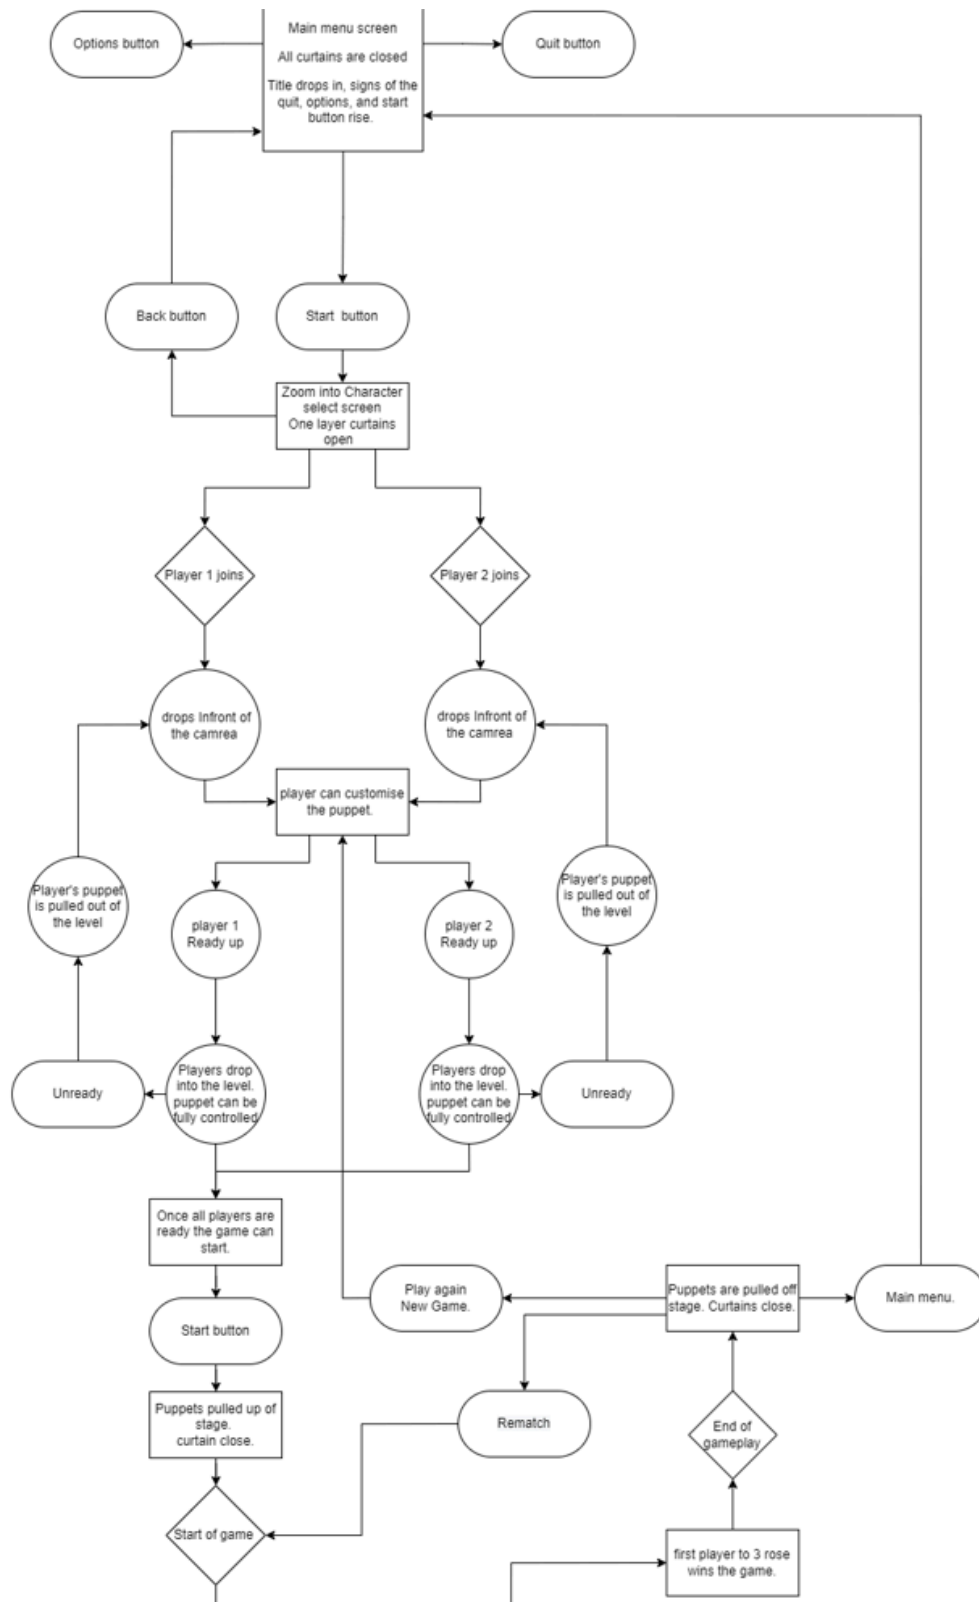 Options button
Main menu screen
All curtains are closed
Title drops in, signs of the
quit, options, and start
button rise.
Quit button
Back button
Start button
Zoom into Character
select screen
One layer curtains
open
Player 1 joins
Player 2 joins
drops Infront of
the camrea
drops Infront of
the camrea
player can customise
the puppet.
Player's puppet
is pulled out of
the level
player 1
Ready up
player 2
Ready up
Player's puppet
is pulled out of
the level
Unready
Players drop
into the level.
puppet can be
fully controlled
Players drop
into the level.
puppet can be
fully controlled
Unready
Once all players are
ready the game can
start.
Play again
New Game.
Puppets are pulled off
stage. Curtains close.
Main menu.
Start button
Puppets pulled up of
stage.
curtain close.
Rematch
End of
gameplay
Start of game
first player to 3 rose
wins the game.